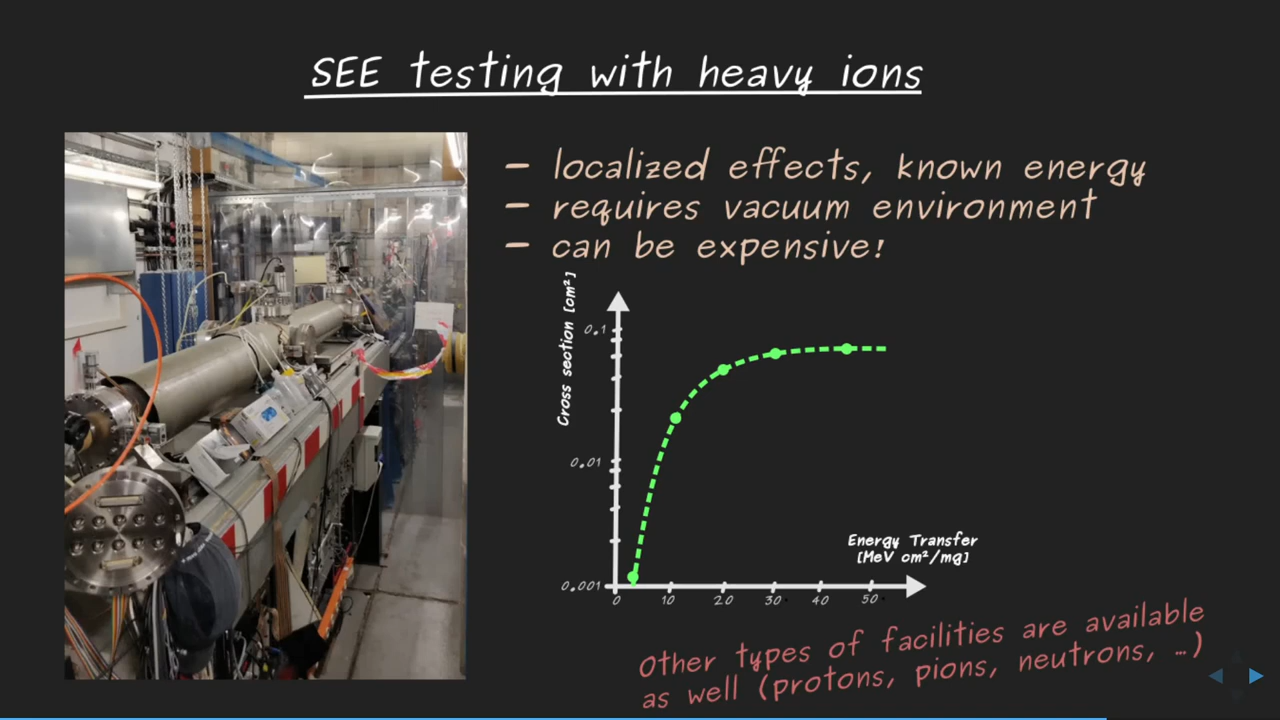 SEE testing with heavy ions
– localized effects, known energy
– requires vacuum environment
– can be expensive!
Cross section [cm²]
0.1
0.01
0.001
0 10 20 30 40 50
Energy Transfer
[MeV cm²/mg]
Other types of facilities are available
as well (protons, pions, neutrons, …)